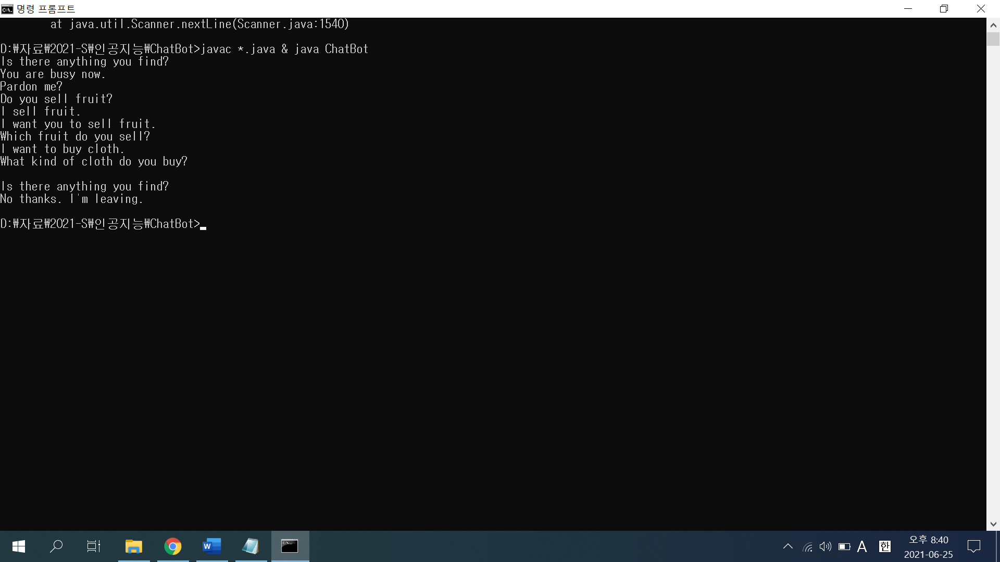 명령 프롬프트
at java.util.Scanner.nextLine(Scanner.java:1540)
D:\자료\2021-S\인공지능\ChatBot>javac *.java & java ChatBot
Is there anything you find?
You are busy now.
Pardon me?
Do you sell fruit?
I sell fruit.
I want you to sell fruit.
Which fruit do you sell?
I want to buy cloth.
What kind of cloth do you buy?
Is there anything you find?
No thanks. I'm leaving.
D:\자료\2021-S\인공지능\ChatBot>
A 한 오후 8:40
2021-06-25